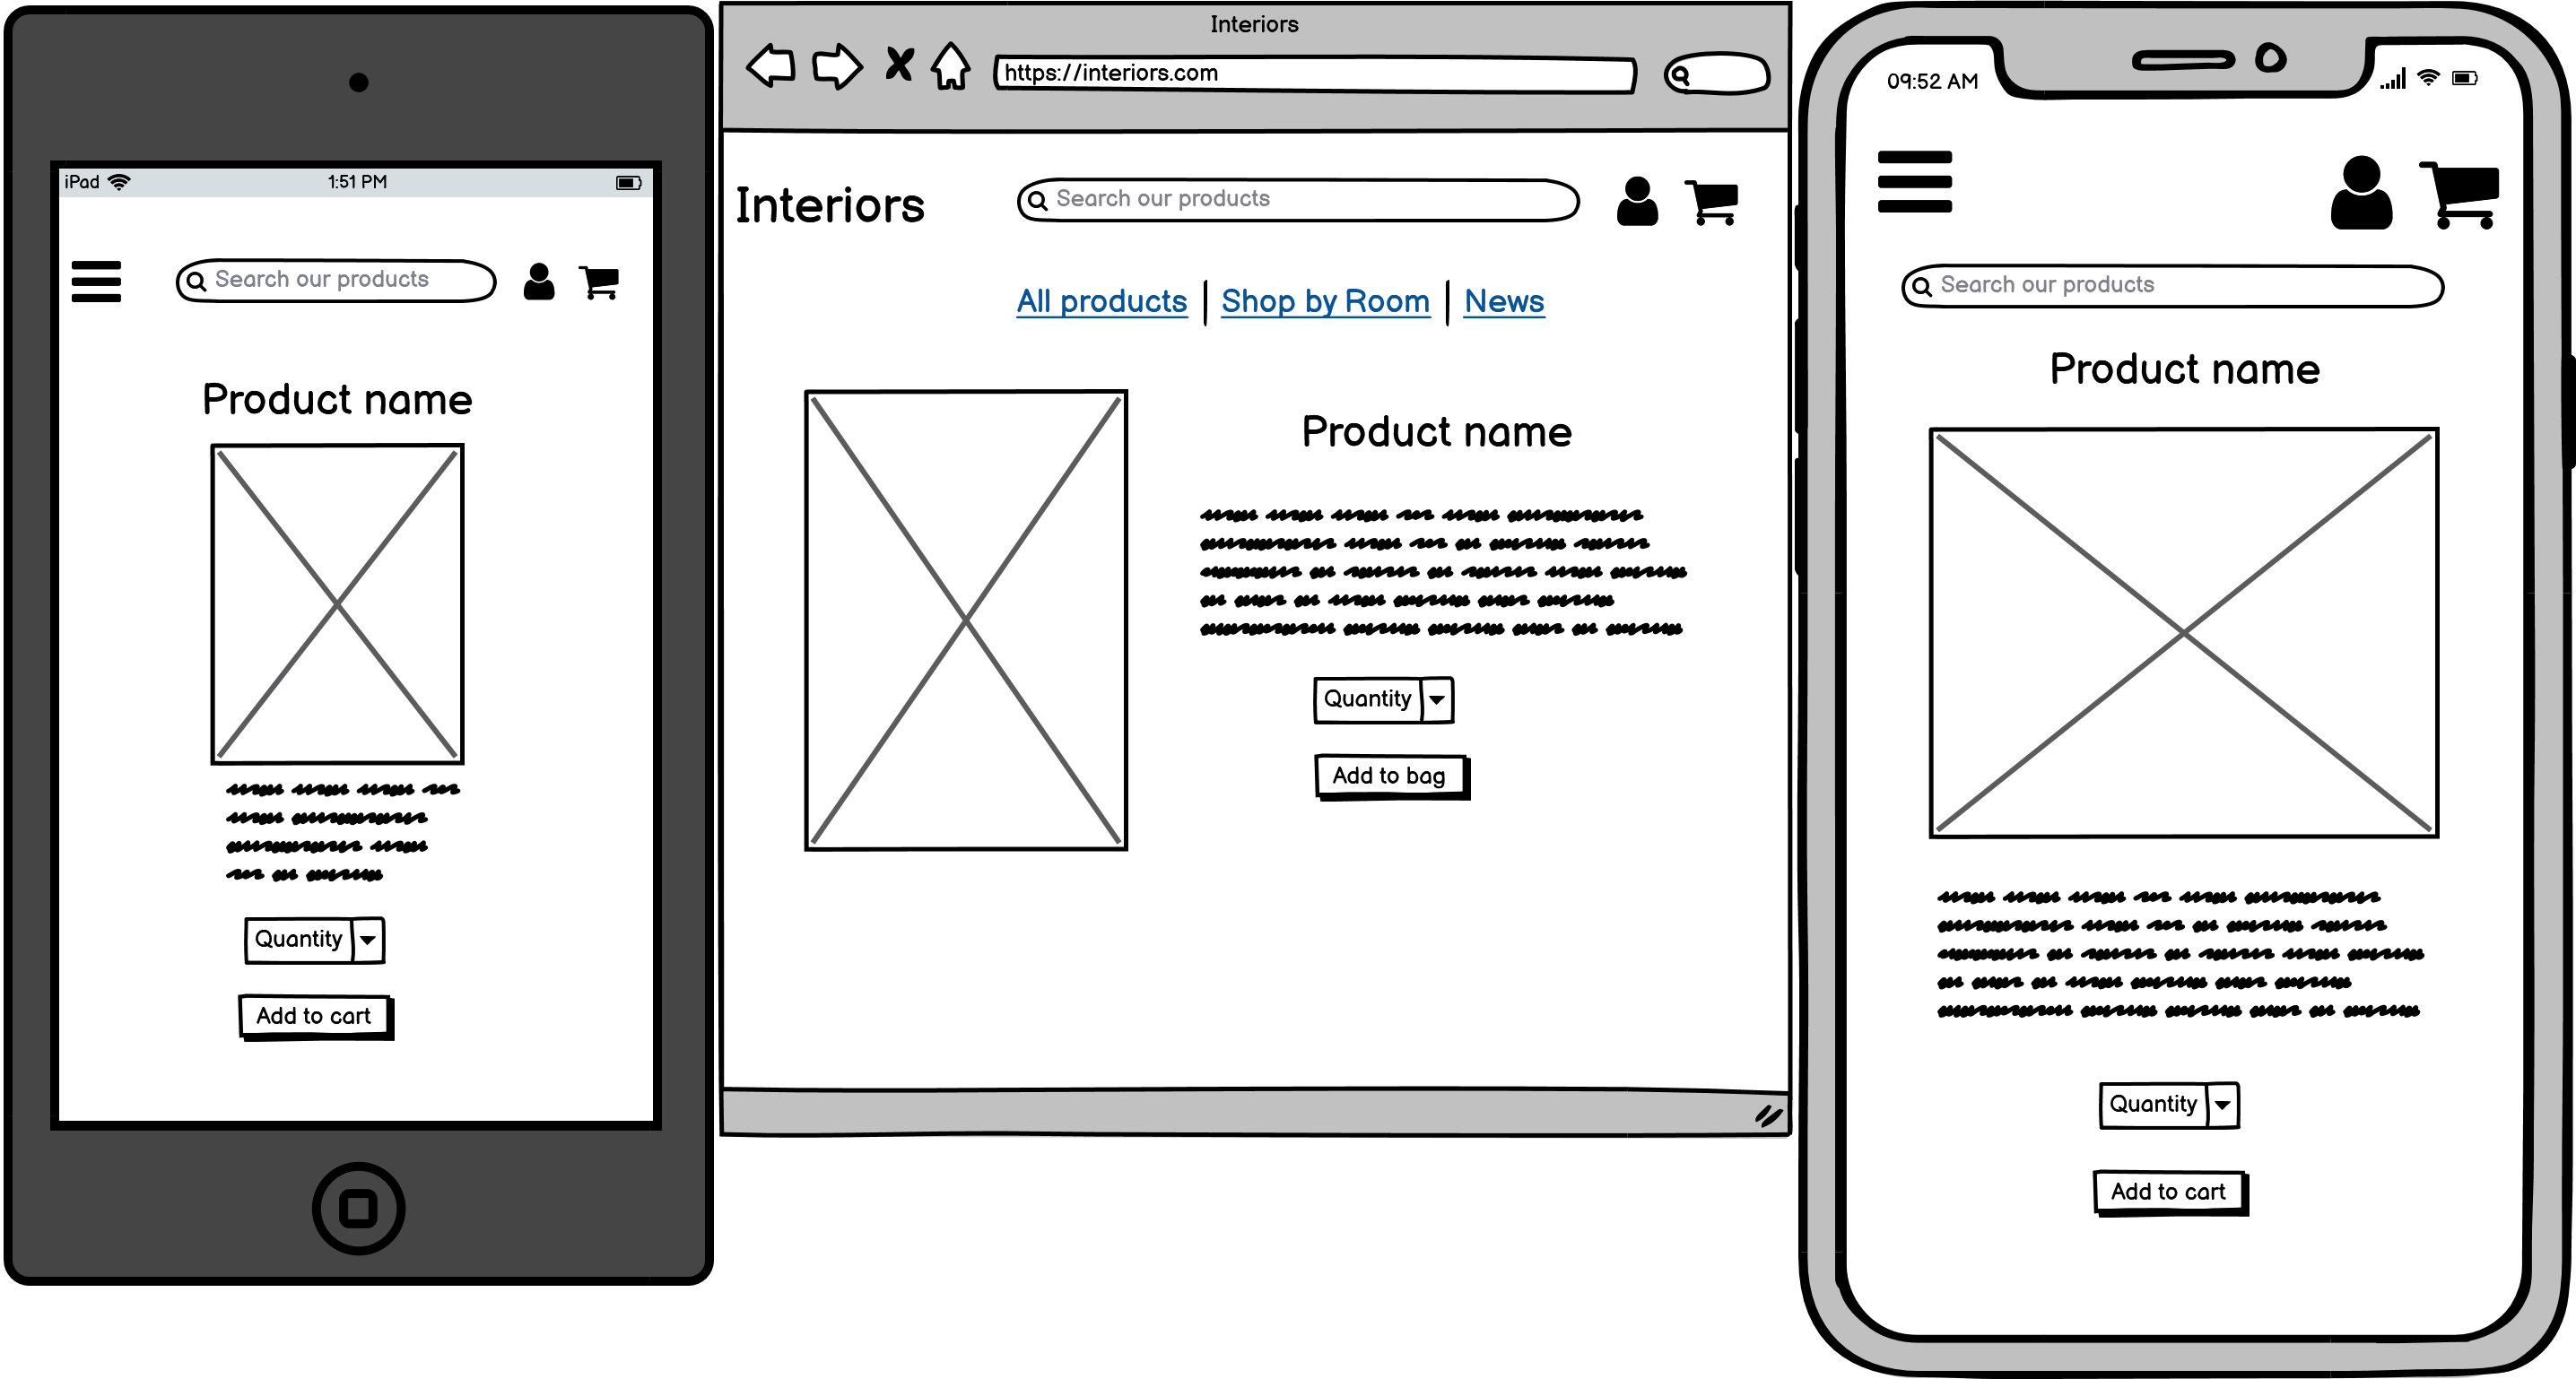 iPad
1:51 PM
Search our products
Product name
Quantity
Add to cart
Interiors
https://interiors.com
Interiors
Search our products
All products | Shop by Room | News
Product name
Quantity
Add to bag
09:52 AM
Search our products
Product name
Quantity
Add to cart